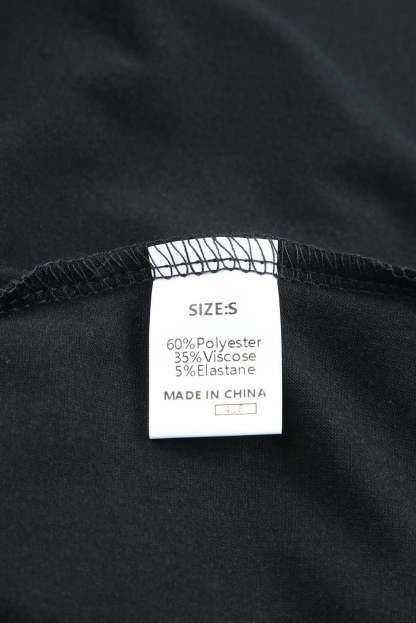 SIZE:S
60%Polyester
35%Viscose
5%Elastane
MADE IN CHINA